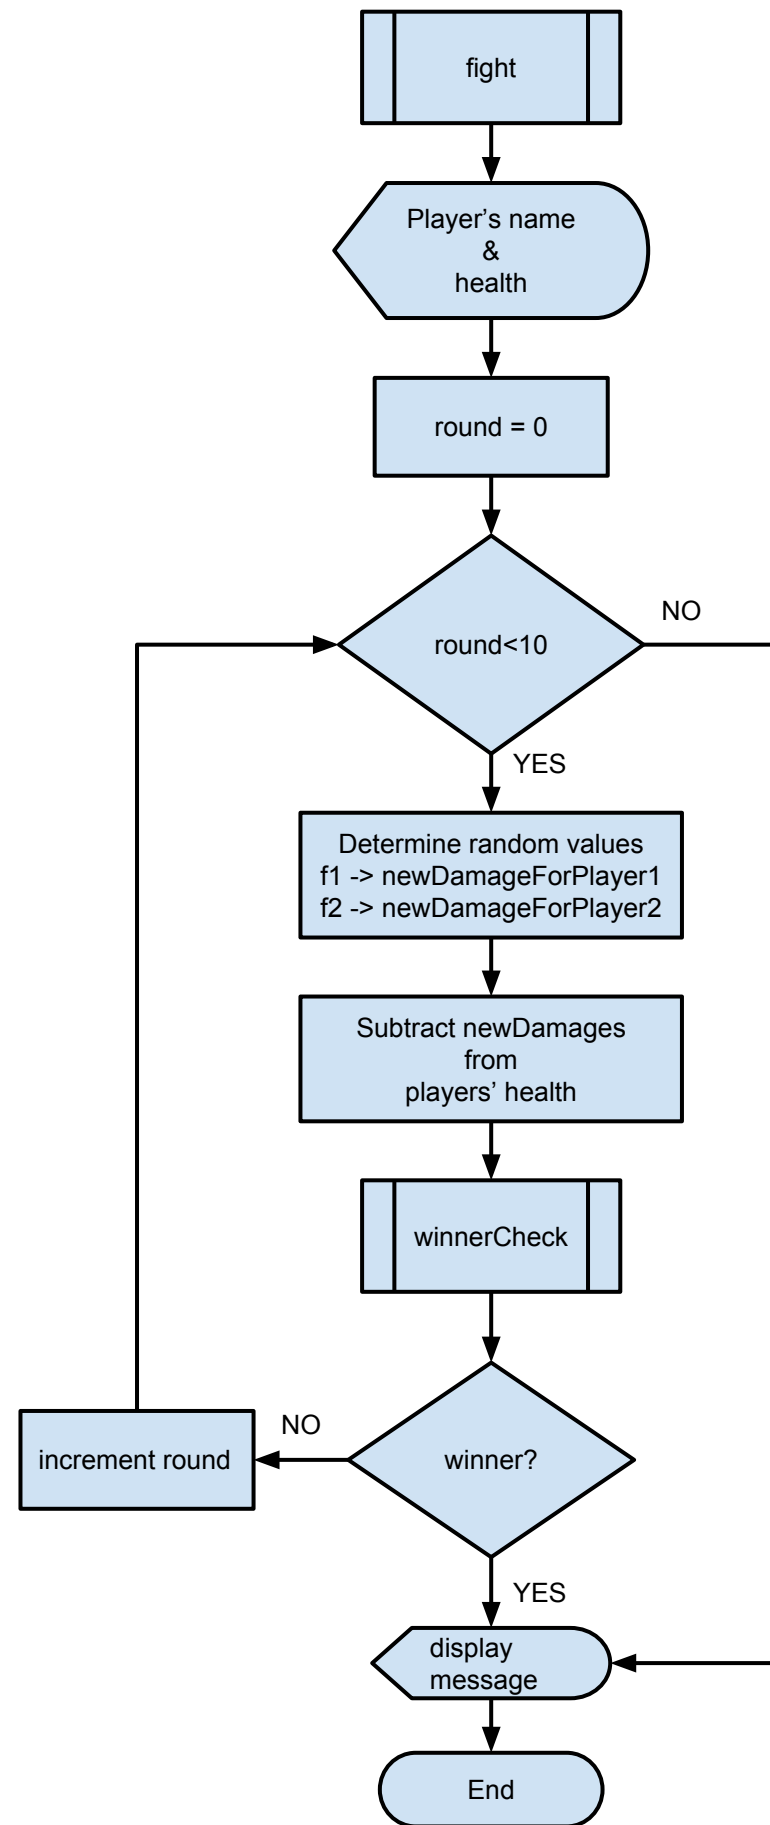 fight
Player’s name
&
health
round = 0
round<10
NO
YES
Determine random values
f1 -> newDamageForPlayer1
f2 -> newDamageForPlayer2
Subtract newDamages
from
players’ health
winnerCheck
winner?
NO
increment round
YES
display
message
End